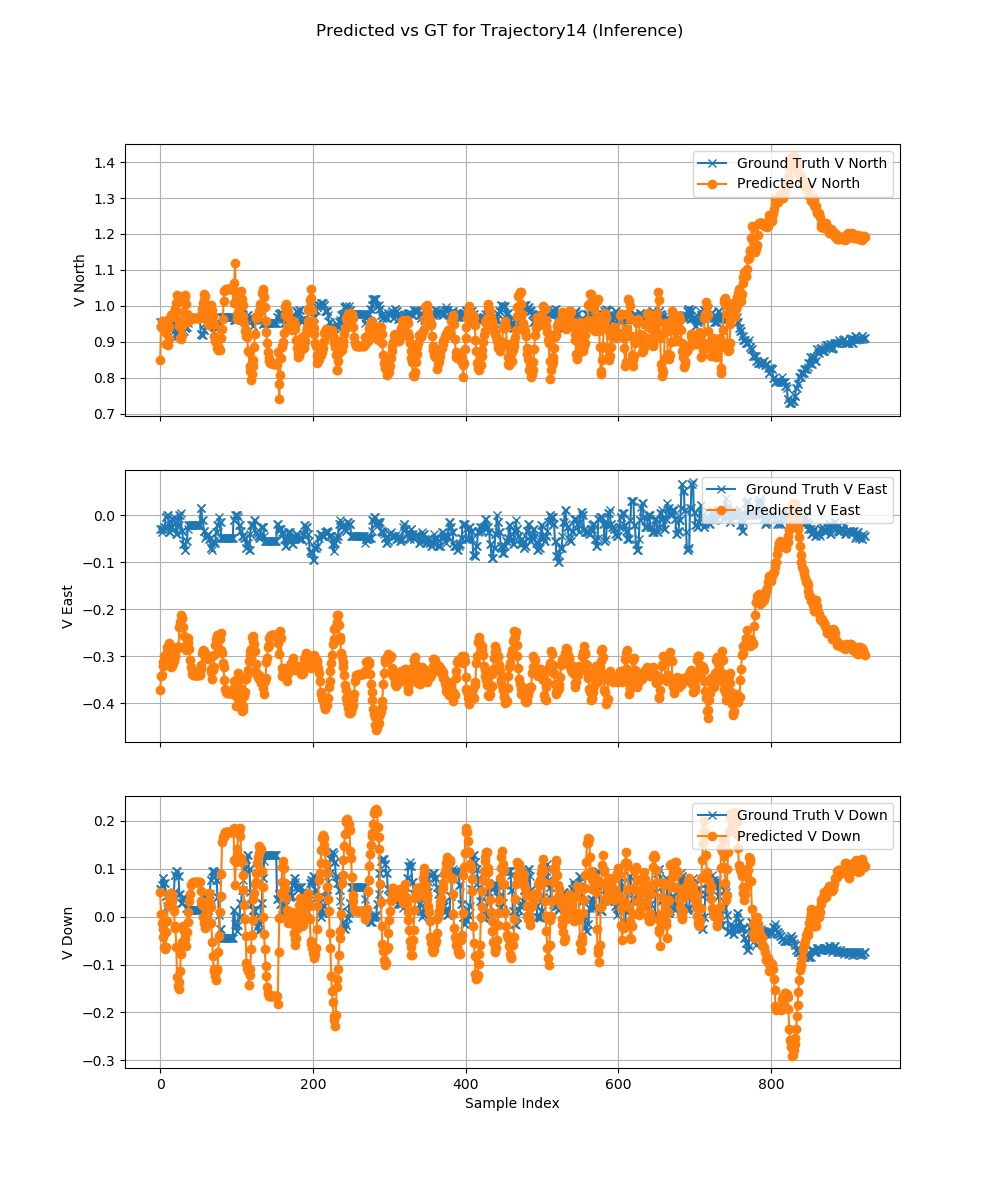 Predicted vs GT for Trajectory14 (Inference)
1.4
1.3
1.2
1.1
1.0
0.9
0.8
0.7
V North
Ground Truth V North
Predicted V North
0.0
−0.1
−0.2
−0.3
−0.4
V East
Ground Truth V East
Predicted V East
0.2
0.1
0.0
−0.1
−0.2
−0.3
V Down
Ground Truth V Down
Predicted V Down
0 200 400 600 800
Sample Index